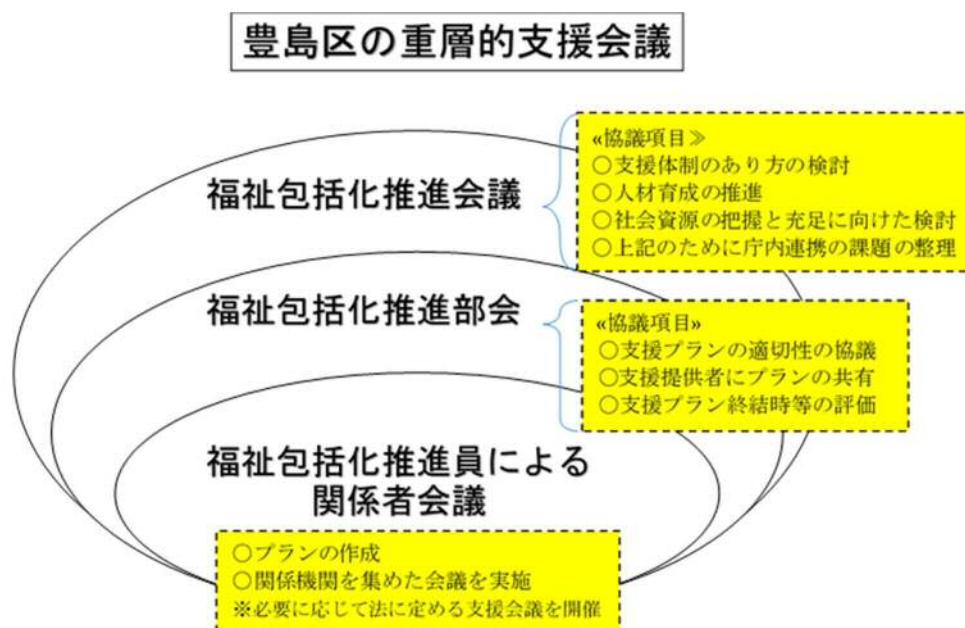 豊島区の重層的支援会議
福祉包括化推進会議
«協議項目≫
○支援体制のあり方の検討
○人材育成の推進
○社会資源の把握と充足に向けた検討
○上記のために庁内連携の課題の整理
福祉包括化推進部会
«協議項目»
○支援プランの適切性の協議
○支援提供者にプランの共有
○支援プラン終結時等の評価
福祉包括化推進員による
関係者会議
○プランの作成
○関係機関を集めた会議を実施
※必要に応じて法に定める支援会議を開催